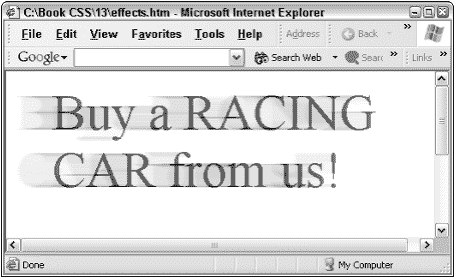 C:\Book CSS\13\effects.htm - Microsoft Internet Explorer
File Edit View Favorites Tools Help Address Back
Google Search Web Searc Links
Buy a RACING
CAR from us!
Done My Computer